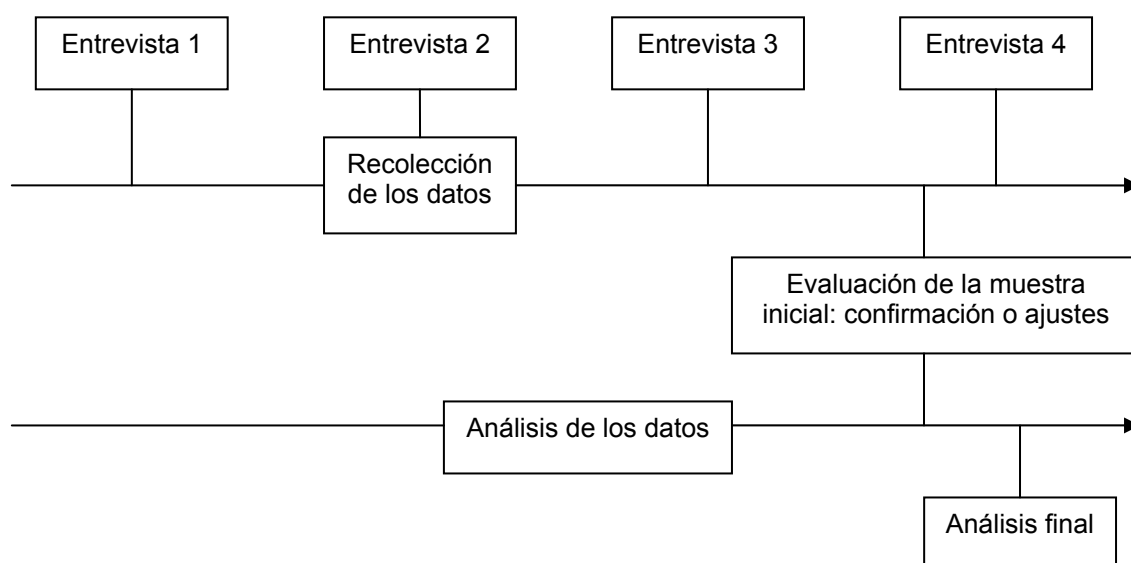 Entrevista 1
Entrevista 2
Entrevista 3
Entrevista 4
Recolección
de los datos
Evaluación de la muestra
inicial: confirmación o ajustes
Análisis de los datos
Análisis final